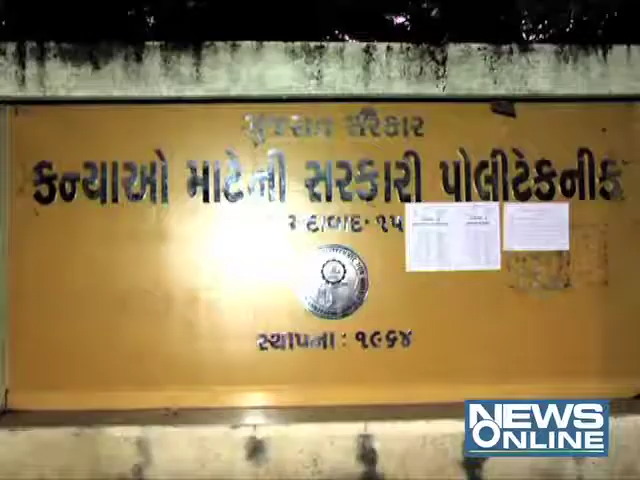 ગુજરાત સરકાર
કન્યાઓ માટેની સરકારી પોલીટેકનીક
સ્થાપના : ૧૯૬૪
NEWS
ONLINE